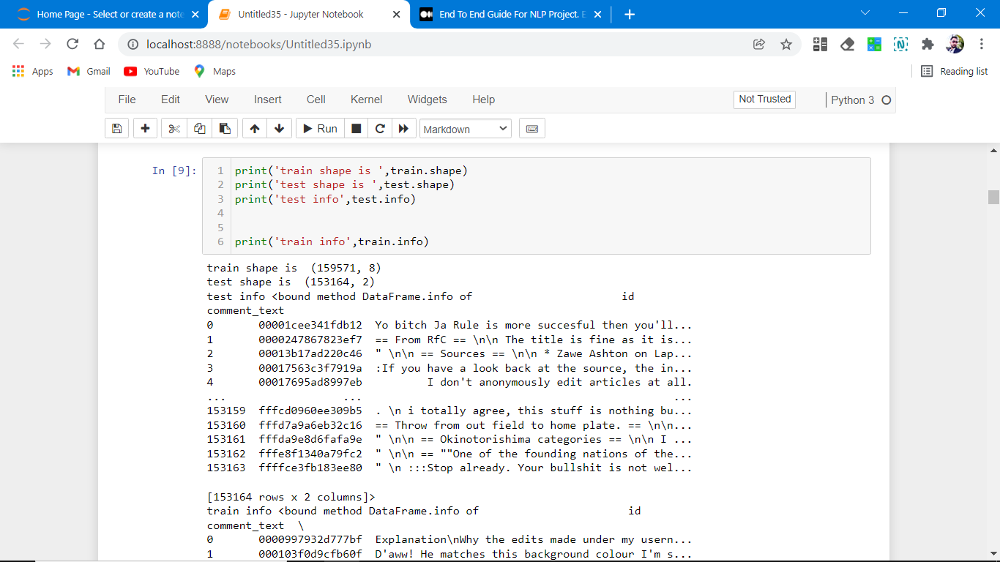 Home Page - Select or create a note
Untitled35 - Jupyter Notebook
End To End Guide For NLP Project. E
localhost:8888/notebooks/Untitled35.ipynb
Apps Gmail YouTube Maps Reading list
File Edit View Insert Cell Kernel Widgets Help Not Trusted Python 3
Run Markdown
In [9]:
1 print('train shape is ',train.shape)
2 print('test shape is ',test.shape)
3 print('test info',test.info)
4
5
6 print('train info',train.info)
train shape is  (159571, 8)
test shape is  (153164, 2)
test info <bound method DataFrame.info of                       id
comment_text
0       00001cee341fdb12  Yo bitch Ja Rule is more succesful then you'll...
1       0000247867823ef7  == From RfC == \n\n The title is fine as it is...
2       00013b17ad220c46  " \n\n == Sources == \n\n * Zawe Ashton on Lap...
3       00017563c3f7919a  :If you have a look back at the source, the in...
4       00017695ad8997eb          I don't anonymously edit articles at all.
...                  ...                                                ...
153159  fffcd0960ee309b5  . \n i totally agree, this stuff is nothing bu...
153160  fffd7a9a6eb32c16  == Throw from out field to home plate. == \n\n...
153161  fffda9e8d6fafa9e  " \n\n == Okinotorishima categories == \n\n I ...
153162  fffe8f1340a79fc2  " \n\n == ""One of the founding nations of the...
153163  ffffce3fb183ee80  " \n :::Stop already. Your bullshit is not wel...
[153164 rows x 2 columns]>
train info <bound method DataFrame.info of                       id
comment_text  \
0       0000997932d777bf  Explanation\nWhy the edits made under my usern...
1       000103f0d9cfb60f  D'aww! He matches this background colour I'm s...